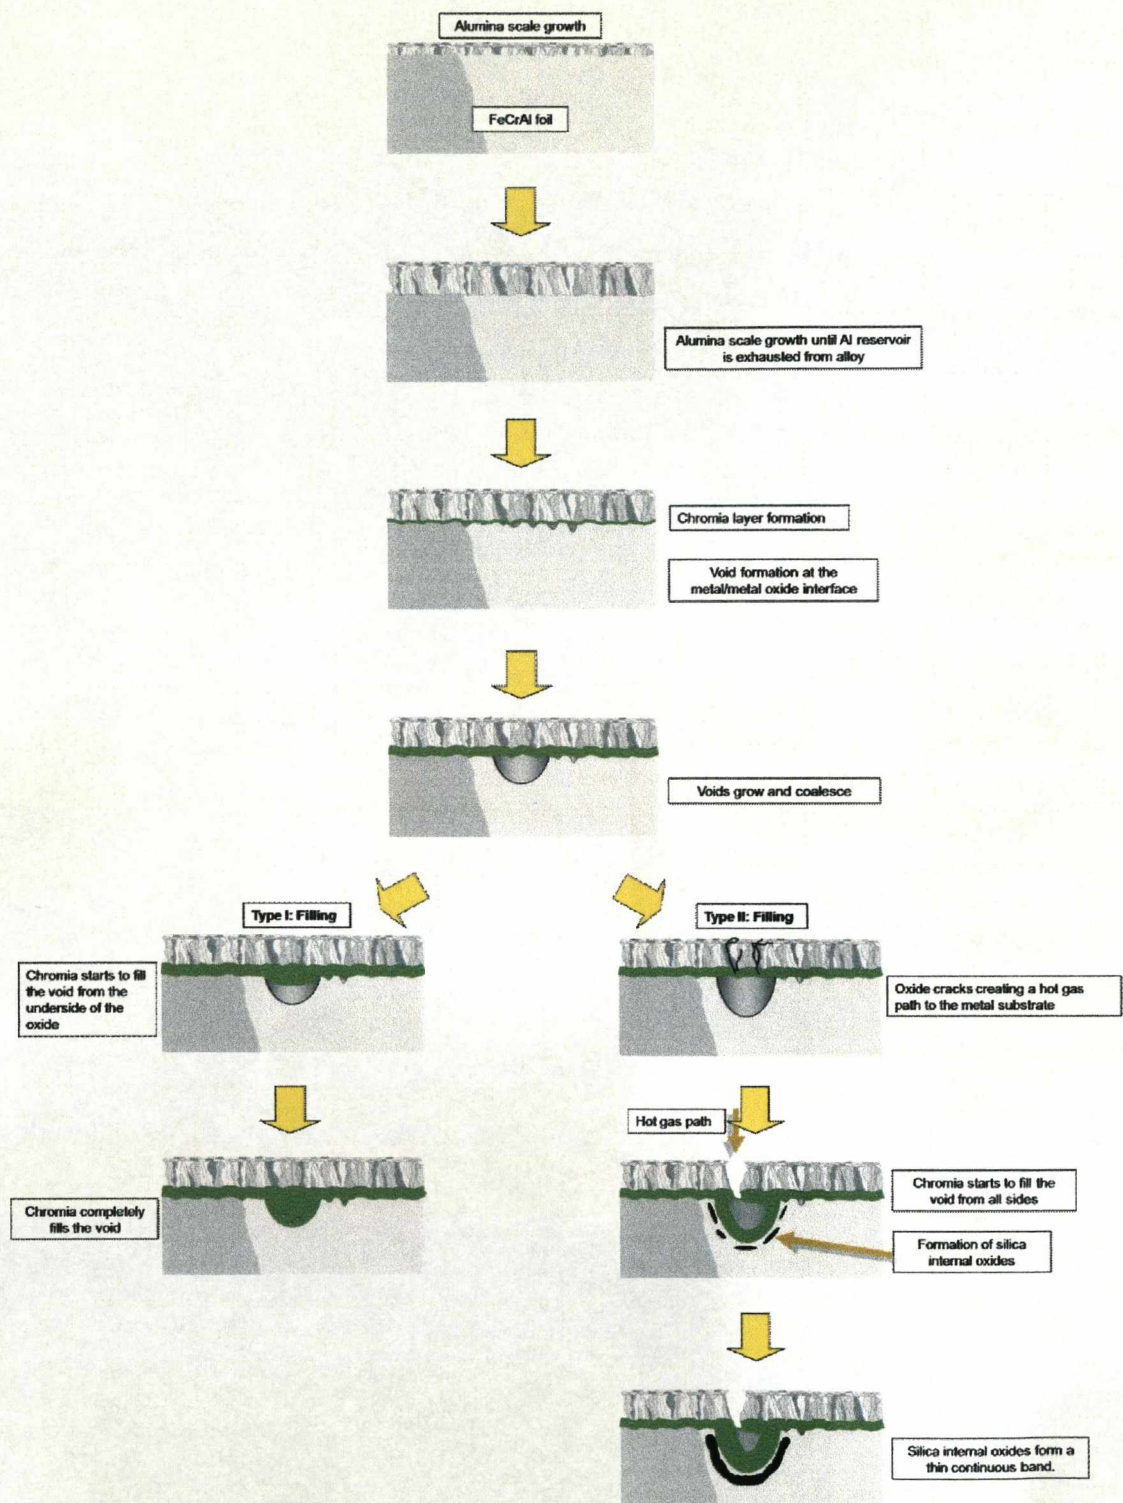 Alumina scale growth
FeCrAl foil
Alumina scale growth until Al reservoir
is exhausted from alloy
Chromia layer formation
Void formation at the
metal/metal oxide interface
Voids grow and coalesce
Type I: Filling
Chromia starts to fill
the void from the
underside of the
oxide
Type II: Filling
Oxide cracks creating a hot gas
path to the metal substrate
Chromia completely
fills the void
Hot gas path
Chromia starts to fill the
void from all sides
Formation of silica
internal oxides
Silica internal oxides form a
thin continuous band.